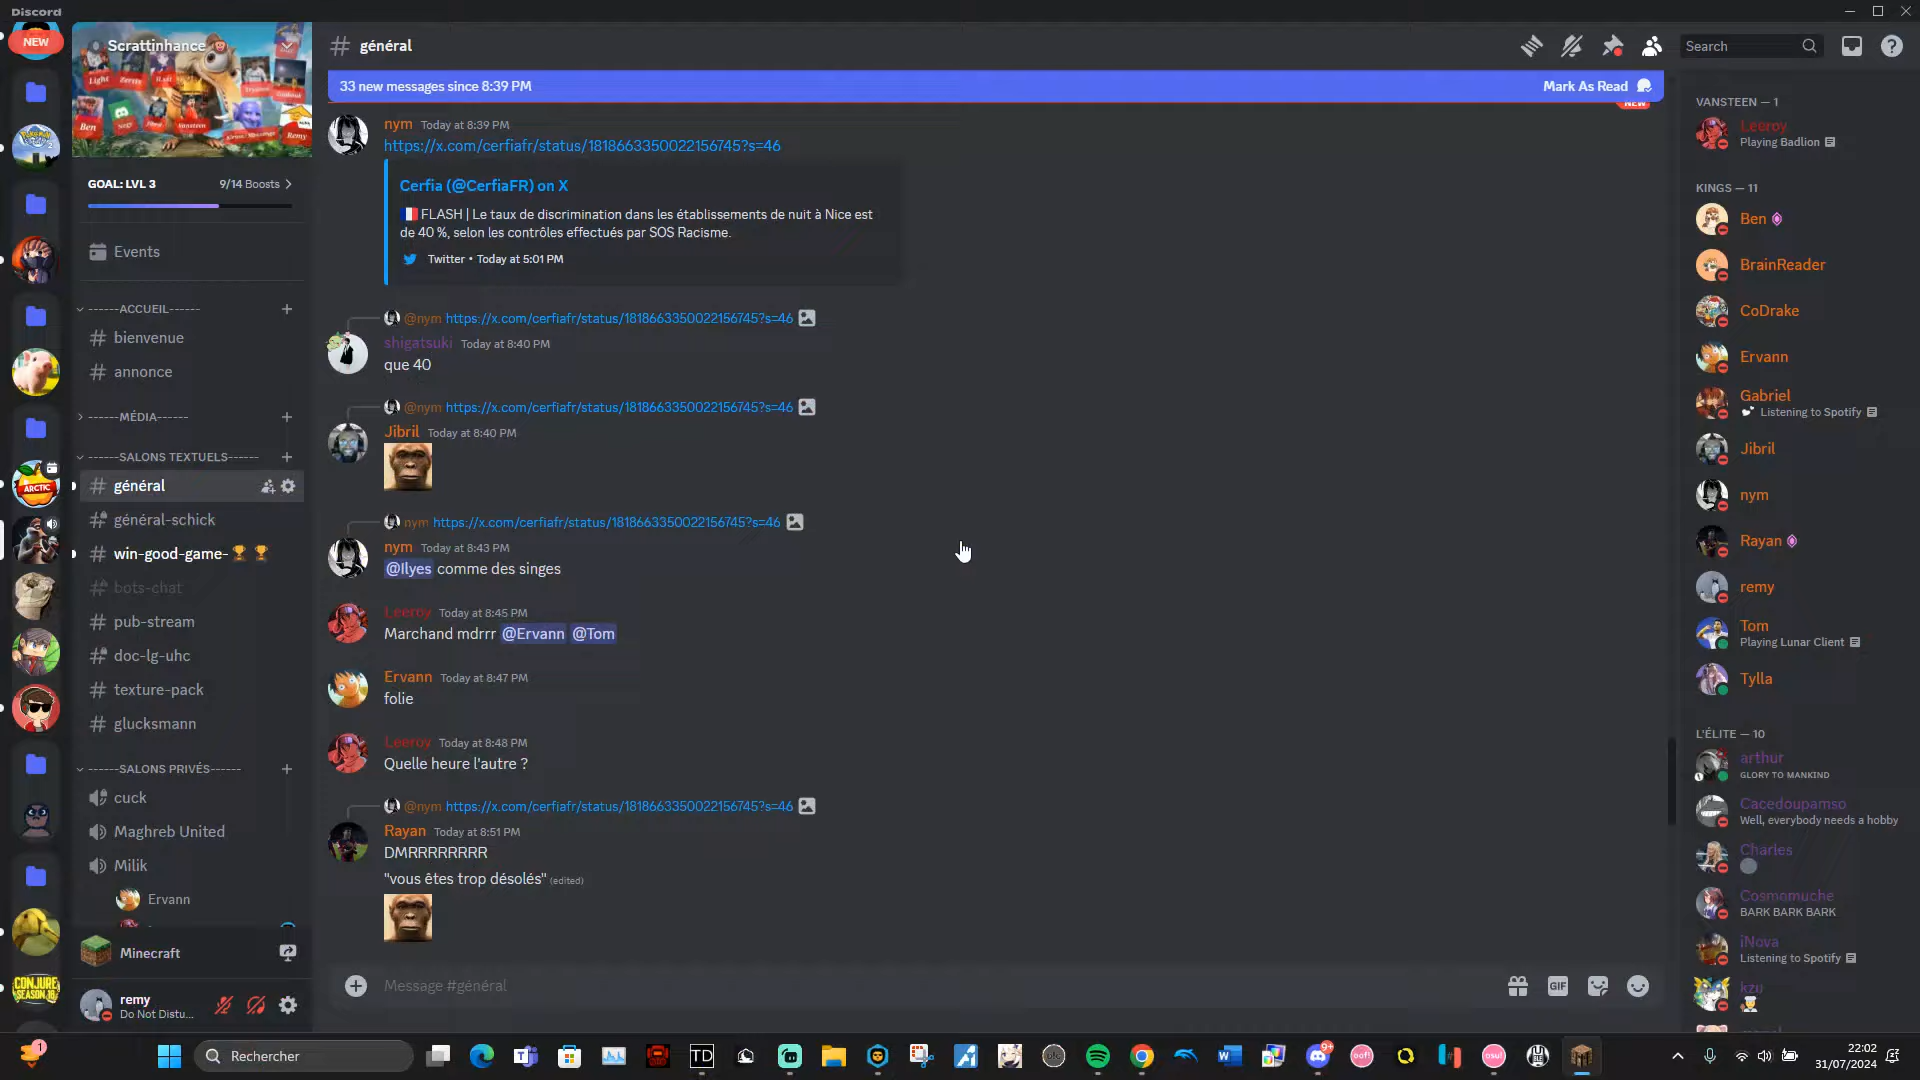 Discord
NEW
Scrattinhance
GOAL: LVL 3
9/14 Boosts
Events
------ACCUEIL------
bienvenue
annonce
------MÉDIA------
------SALONS TEXTUELS------
général
général-schick
win-good-game-🏆🏆
bots-chat
pub-stream
doc-lg-uhc
texture-pack
glucksmann
------SALONS PRIVÉS------
cuck
Maghreb United
Milik
Ervann
Minecraft
remy
Do Not Distu...
ARCTIC
CONJURE
SEASON 18
général
Search
33 new messages since 8:39 PM
Mark As Read
NEW
nym Today at 8:39 PM
https://x.com/cerfiafr/status/1818663350022156745?s=46
Cerfia (@CerfiaFR) on X
🇫🇷 FLASH | Le taux de discrimination dans les établissements de nuit à Nice est
de 40 %, selon les contrôles effectués par SOS Racisme.
Twitter • Today at 5:01 PM
@nym https://x.com/cerfiafr/status/1818663350022156745?s=46
shigatsuki Today at 8:40 PM
que 40
@nym https://x.com/cerfiafr/status/1818663350022156745?s=46
Jibril Today at 8:40 PM
nym https://x.com/cerfiafr/status/1818663350022156745?s=46
nym Today at 8:43 PM
@Ilyes comme des singes
Leeroy Today at 8:45 PM
Marchand mdrrr @Ervann @Tom
Ervann Today at 8:47 PM
folie
Leeroy Today at 8:48 PM
Quelle heure l'autre ?
@nym https://x.com/cerfiafr/status/1818663350022156745?s=46
Rayan Today at 8:51 PM
DMRRRRRRRR
"vous êtes trop désolés" (edited)
Message #général
GIF
VANSTEEN — 1
Leeroy
Playing Badlion
KINGS — 11
Ben
BrainReader
CoDrake
Ervann
Gabriel
Listening to Spotify
Jibril
nym
Rayan
remy
Tom
Playing Lunar Client
Tylla
L'ÉLITE — 10
arthur
GLORY TO MANKIND
Cacedoupamso
Well, everybody needs a hobby
Charles
Cosmomuche
BARK BARK BARK
iNova
Listening to Spotify
kzu
1
Rechercher
TD
9+
osu!
22:02
31/07/2024